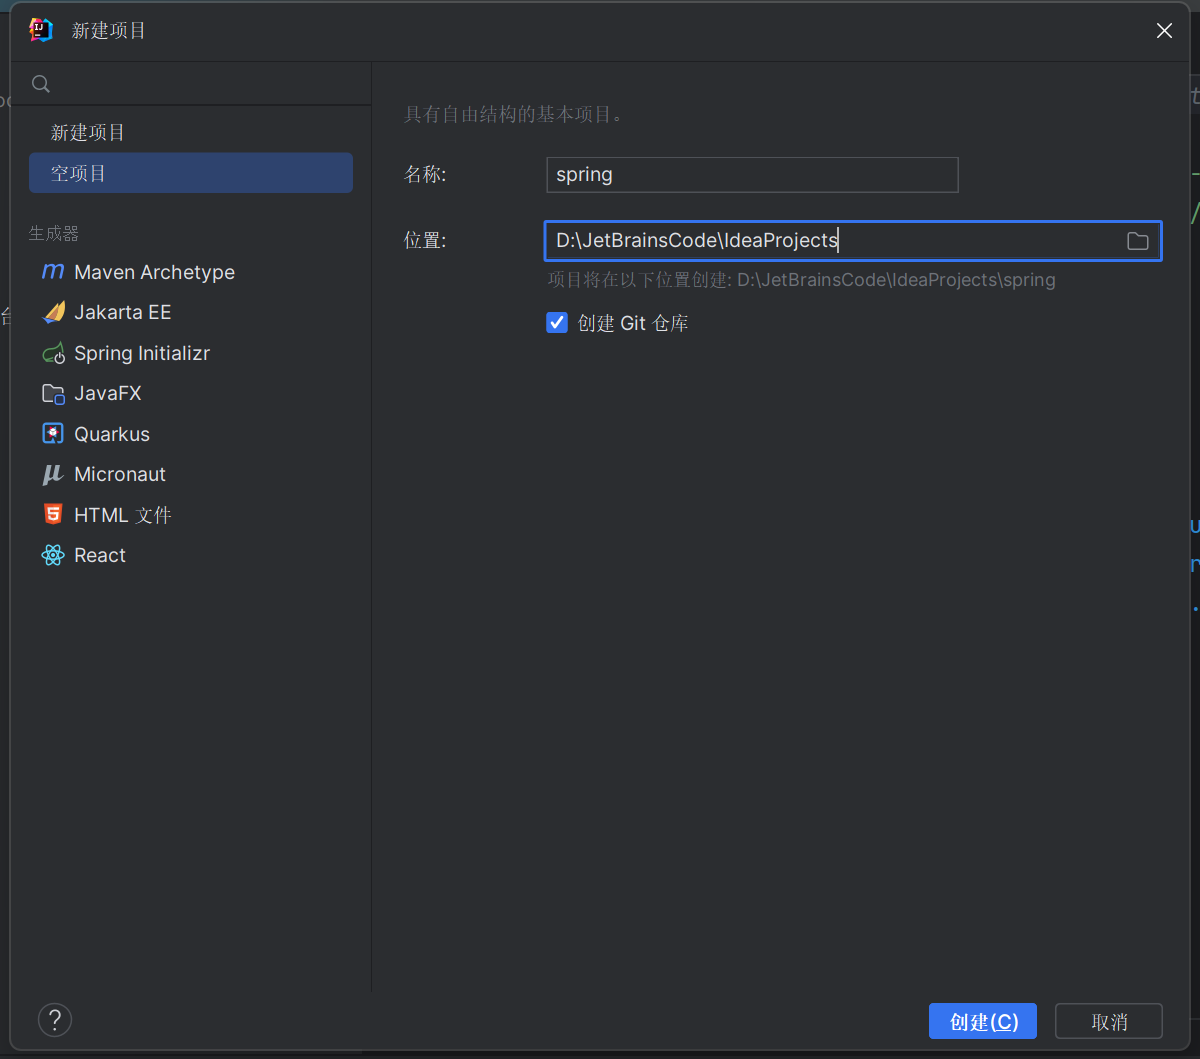 新建项目
新建项目
空项目
生成器
Maven Archetype
Jakarta EE
Spring Initializr
JavaFX
Quarkus
Micronaut
HTML 文件
React
具有自由结构的基本项目。
名称:
spring
位置:
D:\JetBrainsCode\IdeaProjects
项目将在以下位置创建: D:\JetBrainsCode\IdeaProjects\spring
创建 Git 仓库
?
创建(C)
取消